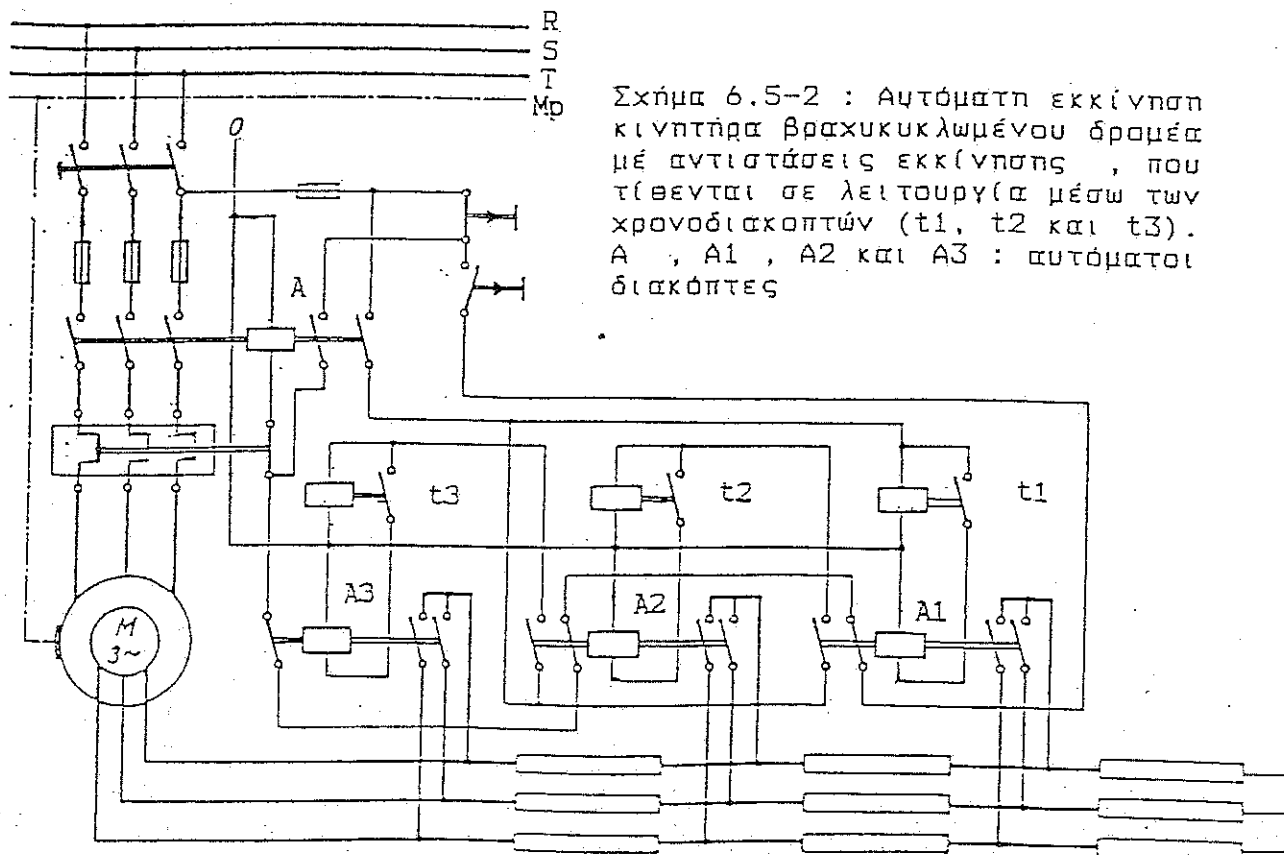 R
S
T
Mp
O
Σχήμα 6.5-2 : Αυτόματη εκκίνηση
κινητήρα βραχυκυκλωμένου δρομέα
μέ αντιστάσεις εκκίνησης , που
τίθενται σε λειτουργία μέσω των
χρονοδιακοπτών (t1, t2 και t3).
A , A1 , A2 και A3 : αυτόματοι
διακόπτες
A
t3
t2
t1
A3
A2
A1
M
3~